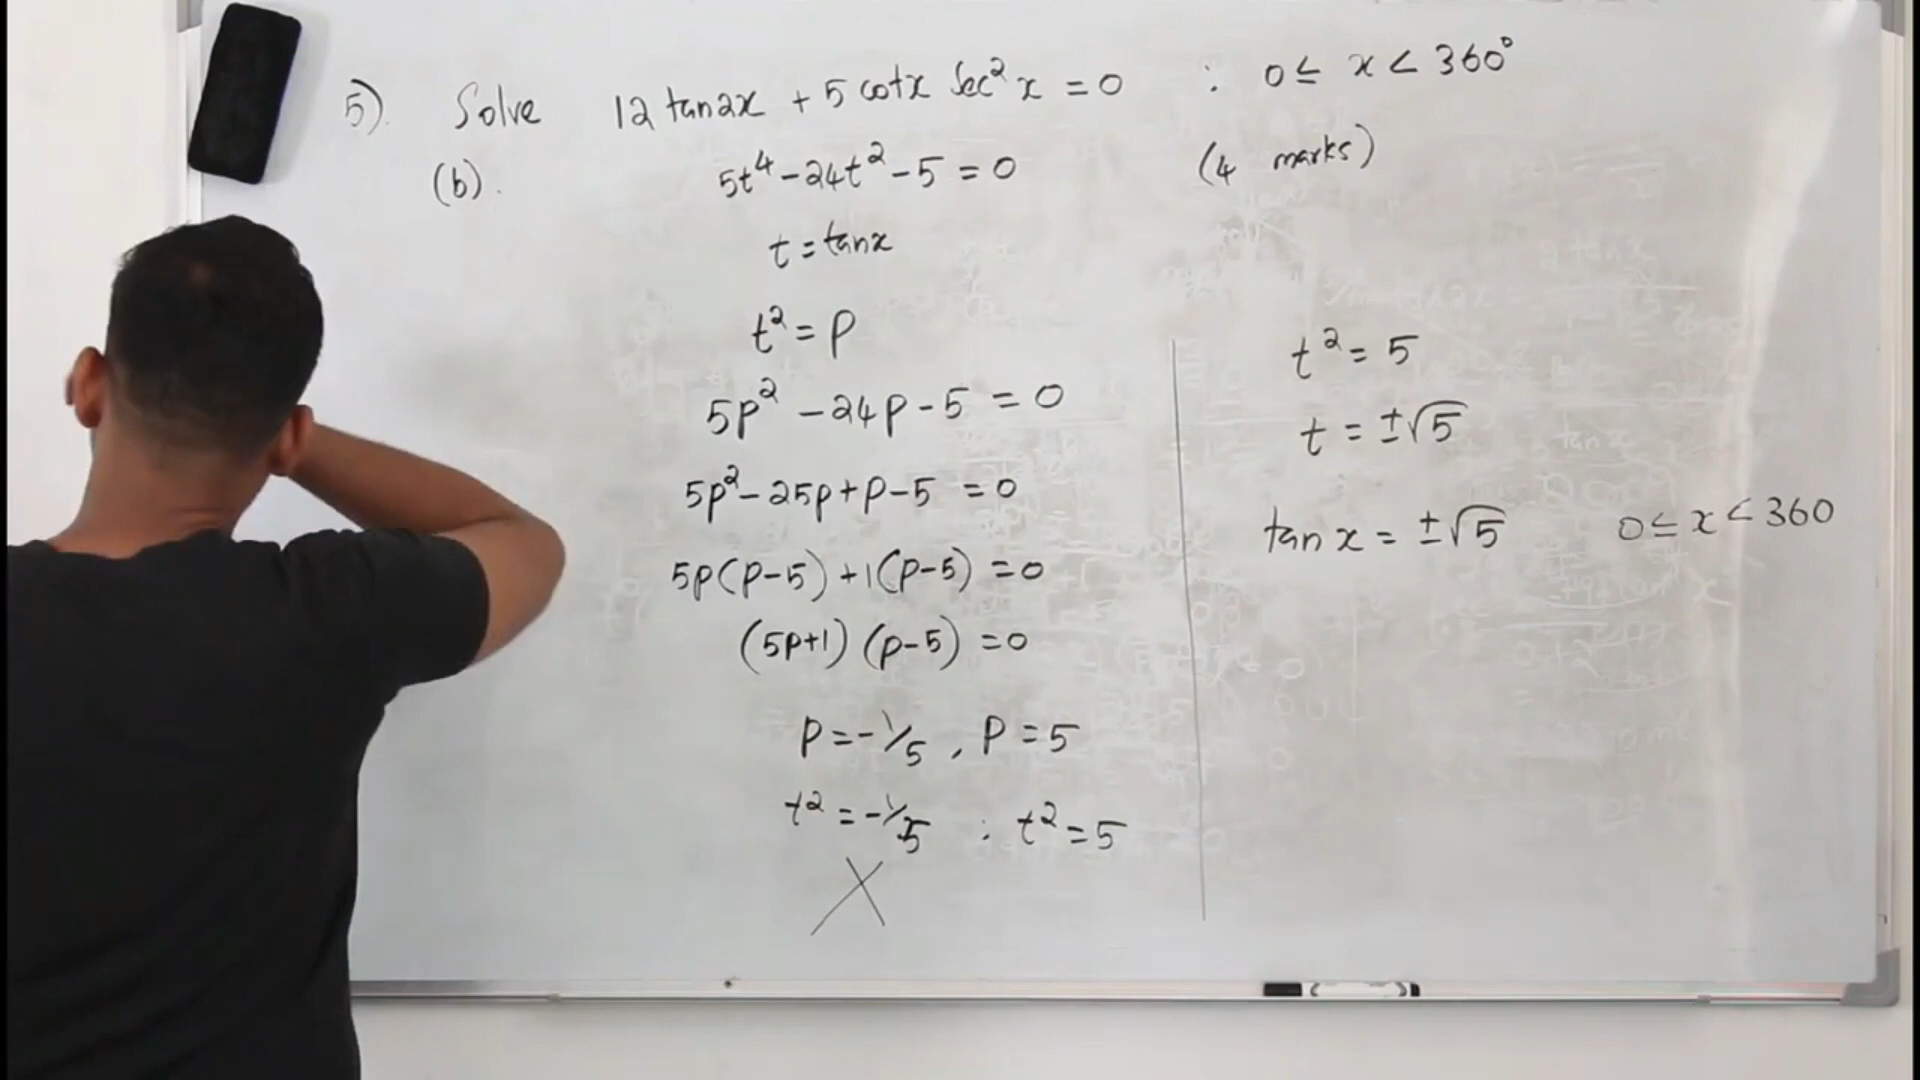 5). Solve 12 tan2x + 5 cotx Sec² x = 0 : 0 ≤ x < 360°
(b). 5t⁴ - 24t² - 5 = 0 (4 marks)
t = tanx
t² = P
5p² - 24p - 5 = 0
5p² - 25p + p - 5 = 0
5p(p-5) + 1(p-5) = 0
(5p+1) (p-5) = 0
P = -1/5 , P = 5
t² = -1/5 ; t² = 5
X
t² = 5
t = ±√5
tan x = ±√5 0 ≤ x < 360